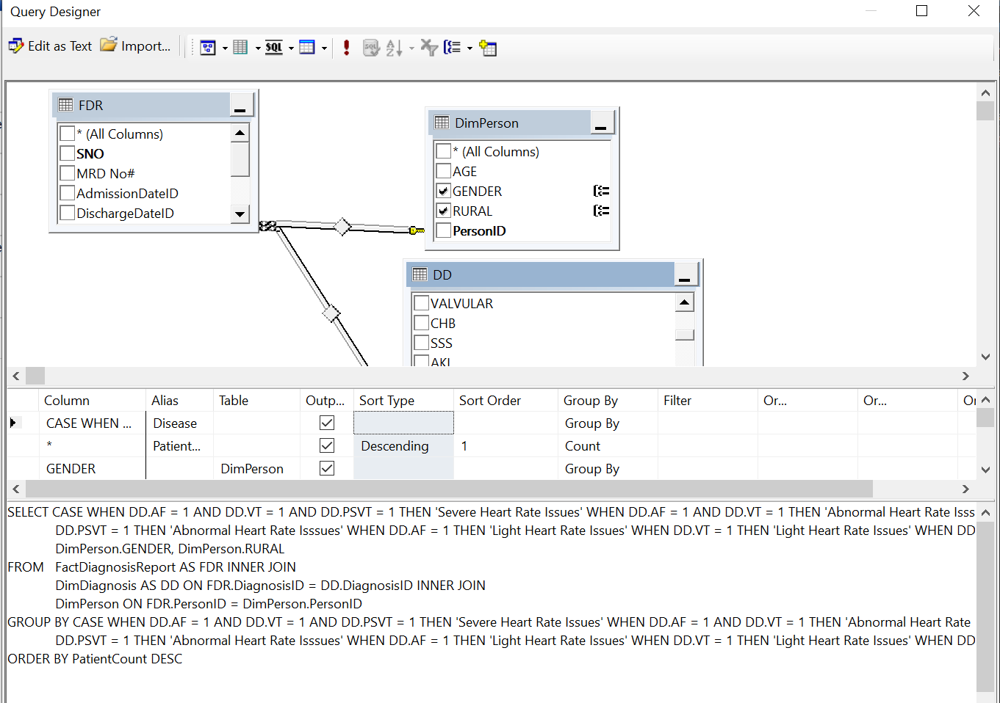 Query Designer
Edit as Text Import...
SQL
FDR
* (All Columns)
SNO
MRD No#
AdmissionDateID
DischargeDateID
DimPerson
* (All Columns)
AGE
GENDER
RURAL
PersonID
DD
VALVULAR
CHB
SSS
AKI
Column Alias Table Outp... Sort Type Sort Order Group By Filter Or... Or... Or
CASE WHEN ... Disease Group By
* Patient... Descending 1 Count
GENDER DimPerson Group By
SELECT CASE WHEN DD.AF = 1 AND DD.VT = 1 AND DD.PSVT = 1 THEN 'Severe Heart Rate Issues' WHEN DD.AF = 1 AND DD.VT = 1 THEN 'Abnormal Heart Rate Isss
DD.PSVT = 1 THEN 'Abnormal Heart Rate Isssues' WHEN DD.AF = 1 THEN 'Light Heart Rate Issues' WHEN DD.VT = 1 THEN 'Light Heart Rate Issues' WHEN DD
DimPerson.GENDER, DimPerson.RURAL
FROM FactDiagnosisReport AS FDR INNER JOIN
DimDiagnosis AS DD ON FDR.DiagnosisID = DD.DiagnosisID INNER JOIN
DimPerson ON FDR.PersonID = DimPerson.PersonID
GROUP BY CASE WHEN DD.AF = 1 AND DD.VT = 1 AND DD.PSVT = 1 THEN 'Severe Heart Rate Issues' WHEN DD.AF = 1 AND DD.VT = 1 THEN 'Abnormal Heart Rate
DD.PSVT = 1 THEN 'Abnormal Heart Rate Isssues' WHEN DD.AF = 1 THEN 'Light Heart Rate Issues' WHEN DD.VT = 1 THEN 'Light Heart Rate Issues' WHEN DD
ORDER BY PatientCount DESC